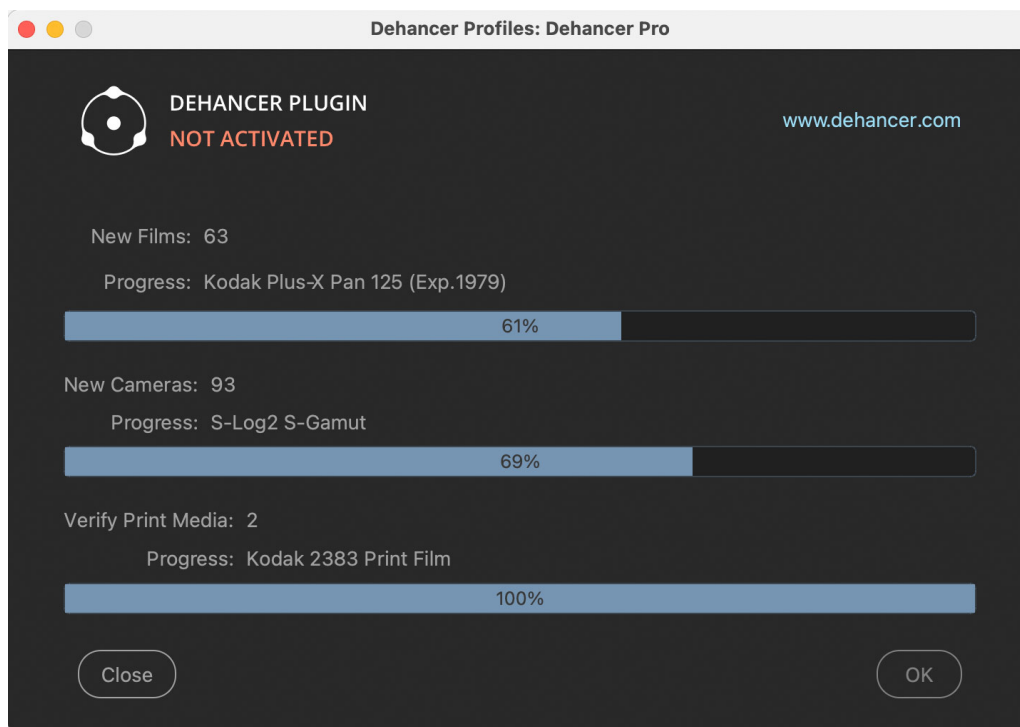 Dehancer Profiles: Dehancer Pro
DEHANCER PLUGIN
NOT ACTIVATED
www.dehancer.com
New Films: 63
Progress: Kodak Plus-X Pan 125 (Exp.1979)
61%
New Cameras: 93
Progress: S-Log2 S-Gamut
69%
Verify Print Media: 2
Progress: Kodak 2383 Print Film
100%
Close
OK